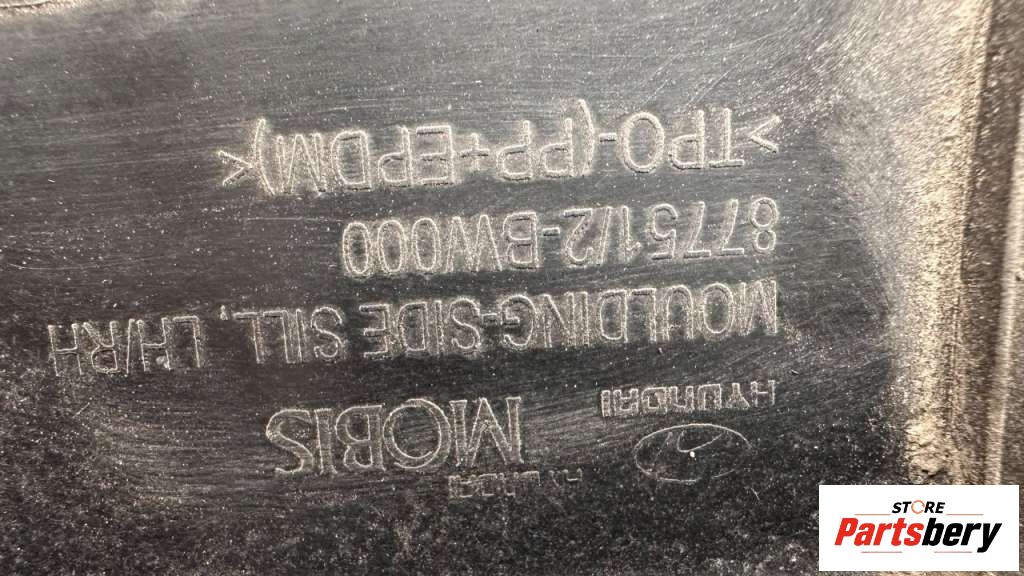 HYUNDAI
MOBIS
MOULDING-SIDE SILL, LH/RH
87751/2-BW000
>TPO-(PP+EPDM)<
STORE
Partsbery